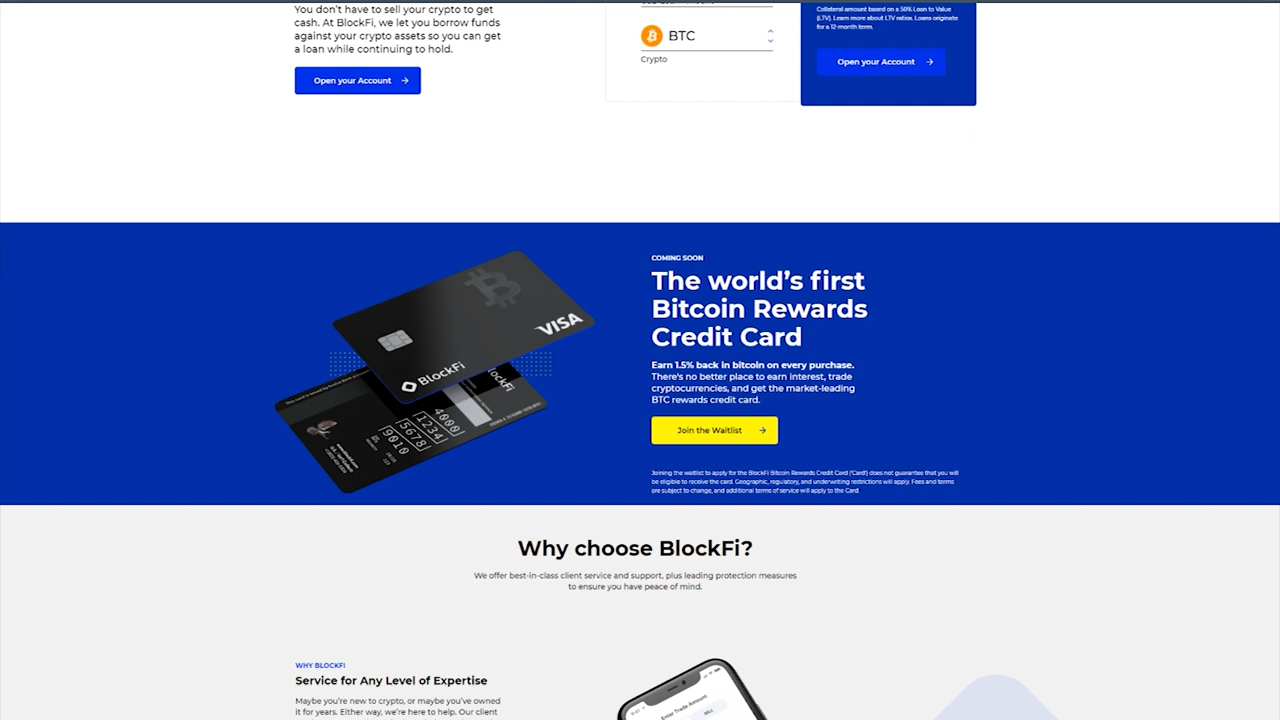 You don't have to sell your crypto to get
cash. At BlockFi, we let you borrow funds
against your crypto assets so you can get
a loan while continuing to hold.
Open your Account
BTC
Crypto
Collateral amount based on a 50% Loan to Value
(LTV). Learn more about LTV ratios. Loans originate
for a 12-month term.
Open your Account
VISA
BlockFi
BlockFi
4000
1234
5678
9010
COMING SOON
The world's first
Bitcoin Rewards
Credit Card
Earn 1.5% back in bitcoin on every purchase.
There's no better place to earn interest, trade
cryptocurrencies, and get the market-leading
BTC rewards credit card.
Join the Waitlist
Joining the waitlist to apply for the BlockFi Bitcoin Rewards Credit Card ('Card') does not guarantee that you will
be eligible to receive the card. Geographic, regulatory, and underwriting restrictions will apply. Fees and terms
are subject to change, and additional terms of service will apply to the Card.
Why choose BlockFi?
We offer best-in-class client service and support, plus leading protection measures
to ensure you have peace of mind.
WHY BLOCKFI
Service for Any Level of Expertise
Maybe you're new to crypto, or maybe you've owned
it for years. Either way, we're here to help. Our client
Enter Trade Amount
SELL